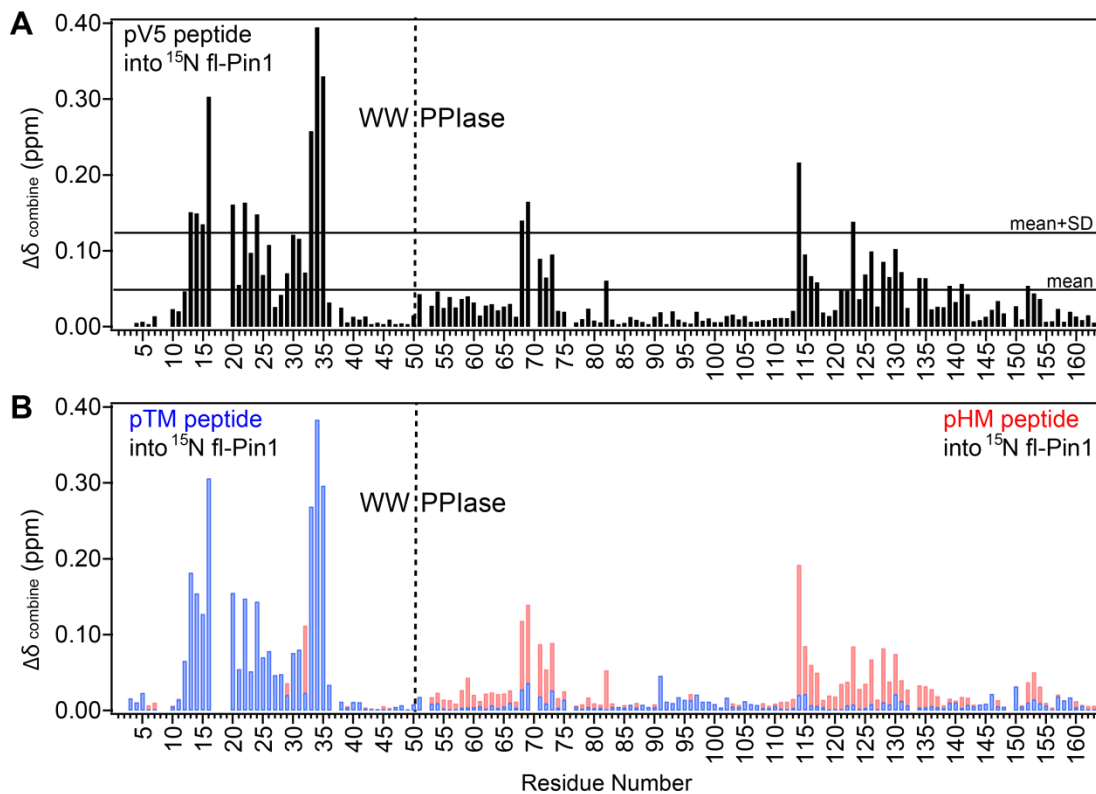 A
pV5 peptide
into ¹⁵N fl-Pin1
WW PPIase
mean+SD
mean
Δδ combine (ppm)
0.40
0.30
0.20
0.10
0.00
5 10 15 20 25 30 35 40 45 50 55 60 65 70 75 80 85 90 95 100 105 110 115 120 125 130 135 140 145 150 155 160
B
pTM peptide
into ¹⁵N fl-Pin1
pHM peptide
into ¹⁵N fl-Pin1
WW PPIase
Δδ combine (ppm)
0.40
0.30
0.20
0.10
0.00
5 10 15 20 25 30 35 40 45 50 55 60 65 70 75 80 85 90 95 100 105 110 115 120 125 130 135 140 145 150 155 160
Residue Number